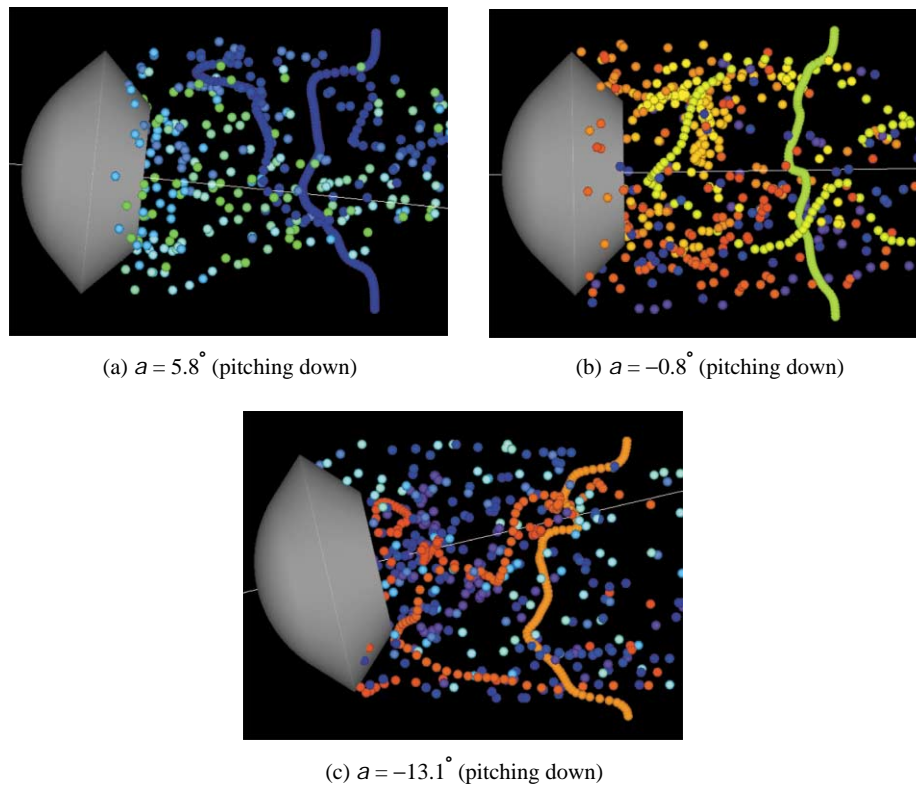 (a) a = 5.8° (pitching down)
(b) a = −0.8° (pitching down)
(c) a = −13.1° (pitching down)